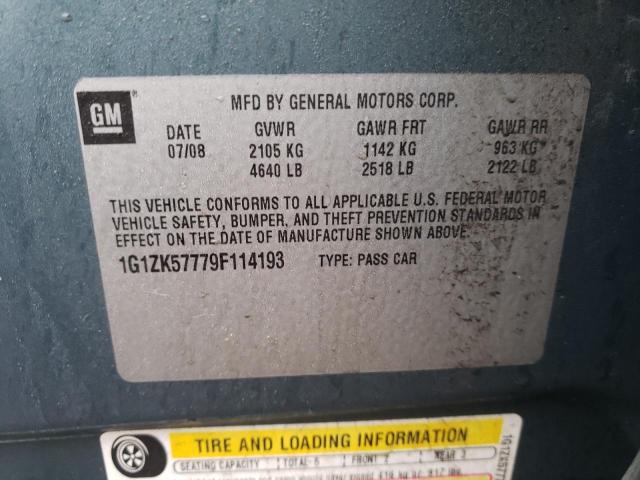 GM
MFD BY GENERAL MOTORS CORP.
DATE GVWR GAWR FRT GAWR RR
07/08 2105 KG 1142 KG 963 KG
4640 LB 2518 LB 2122 LB
THIS VEHICLE CONFORMS TO ALL APPLICABLE U.S. FEDERAL MOTOR
VEHICLE SAFETY, BUMPER, AND THEFT PREVENTION STANDARDS IN
EFFECT ON THE DATE OF MANUFACTURE SHOWN ABOVE.
1G1ZK57779F114193 TYPE: PASS CAR
TIRE AND LOADING INFORMATION
SEATING CAPACITY TOTAL 5 FRONT 2 REAR 3
1G1ZK577